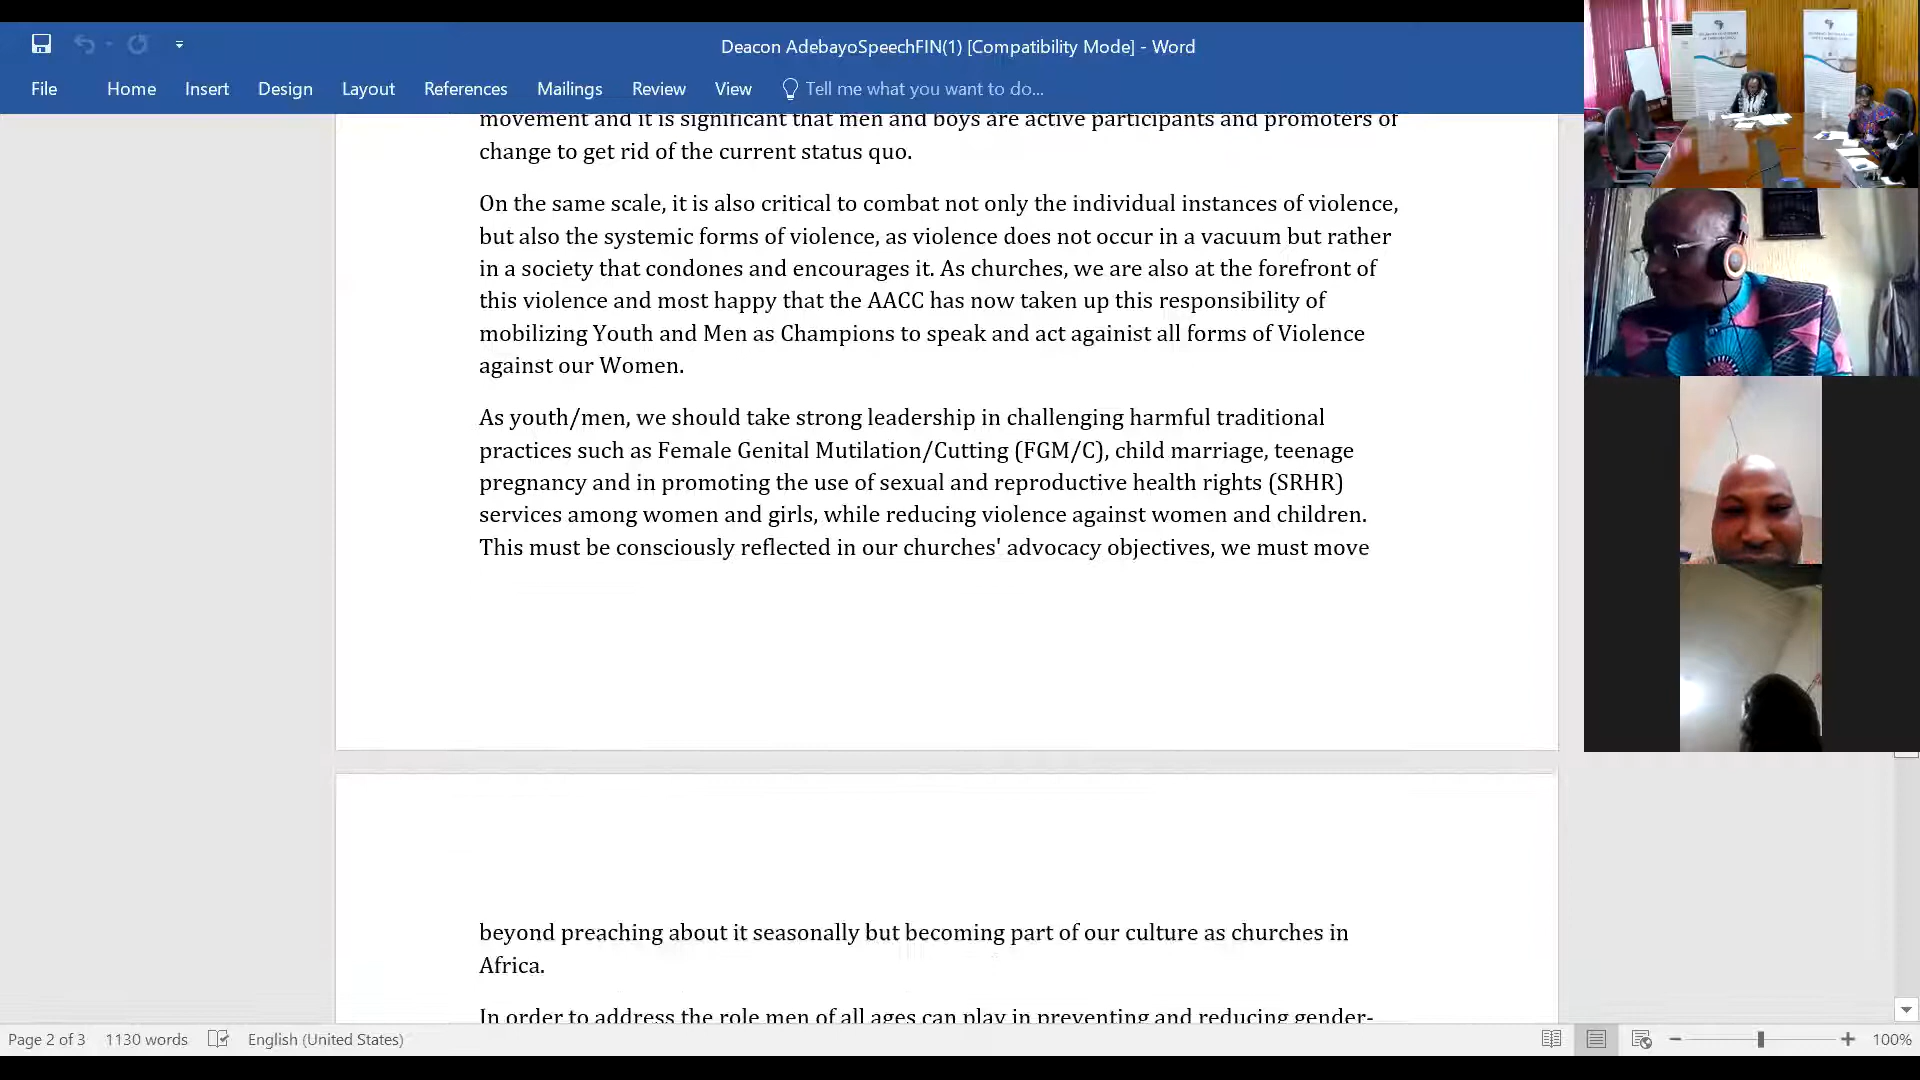 Deacon AdebayoSpeechFIN(1) [Compatibility Mode] - Word
File Home Insert Design Layout References Mailings Review View Tell me what you want to do...
movement and it is significant that men and boys are active participants and promoters of
change to get rid of the current status quo.
On the same scale, it is also critical to combat not only the individual instances of violence,
but also the systemic forms of violence, as violence does not occur in a vacuum but rather
in a society that condones and encourages it. As churches, we are also at the forefront of
this violence and most happy that the AACC has now taken up this responsibility of
mobilizing Youth and Men as Champions to speak and act againist all forms of Violence
against our Women.
As youth/men, we should take strong leadership in challenging harmful traditional
practices such as Female Genital Mutilation/Cutting (FGM/C), child marriage, teenage
pregnancy and in promoting the use of sexual and reproductive health rights (SRHR)
services among women and girls, while reducing violence against women and children.
This must be consciously reflected in our churches' advocacy objectives, we must move
beyond preaching about it seasonally but becoming part of our culture as churches in
Africa.
In order to address the role men of all ages can play in preventing and reducing gender-
Page 2 of 3 1130 words English (United States) 100%